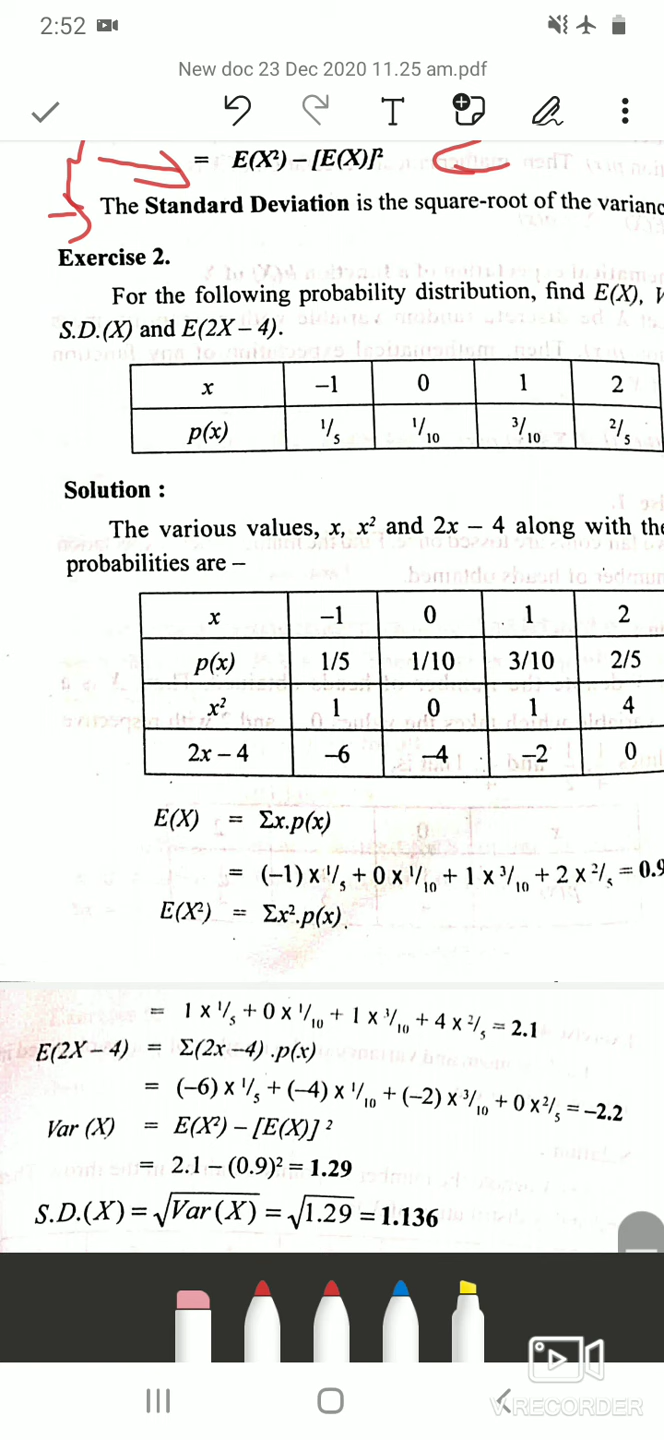 2:52
New doc 23 Dec 2020 11.25 am.pdf
T
= E(X²) – [E(X)]²
The Standard Deviation is the square-root of the varianc
Exercise 2.
For the following probability distribution, find E(X), V
S.D.(X) and E(2X – 4).
x –1 0 1 2
p(x) ¹/₅ ¹/₁₀ ³/₁₀ ²/₅
Solution :
The various values, x, x² and 2x – 4 along with the
probabilities are –
x –1 0 1 2
p(x) 1/5 1/10 3/10 2/5
x² 1 0 1 4
2x – 4 –6 –4 –2 0
E(X) = Σx.p(x)
= (–1) x ¹/₅ + 0 x ¹/₁₀ + 1 x ³/₁₀ + 2 x ²/₅ = 0.9
E(X²) = Σx².p(x).
= 1 x ¹/₅ + 0 x ¹/₁₀ + 1 x ³/₁₀ + 4 x ²/₅ = 2.1
E(2X – 4) = Σ(2x –4) .p(x)
= (–6) x ¹/₅ + (–4) x ¹/₁₀ + (–2) x ³/₁₀ + 0 x²/₅ = –2.2
Var (X) = E(X²) – [E(X)] ²
= 2.1 – (0.9)² = 1.29
S.D.(X) = √Var (X) = √1.29 = 1.136
V RECORDER